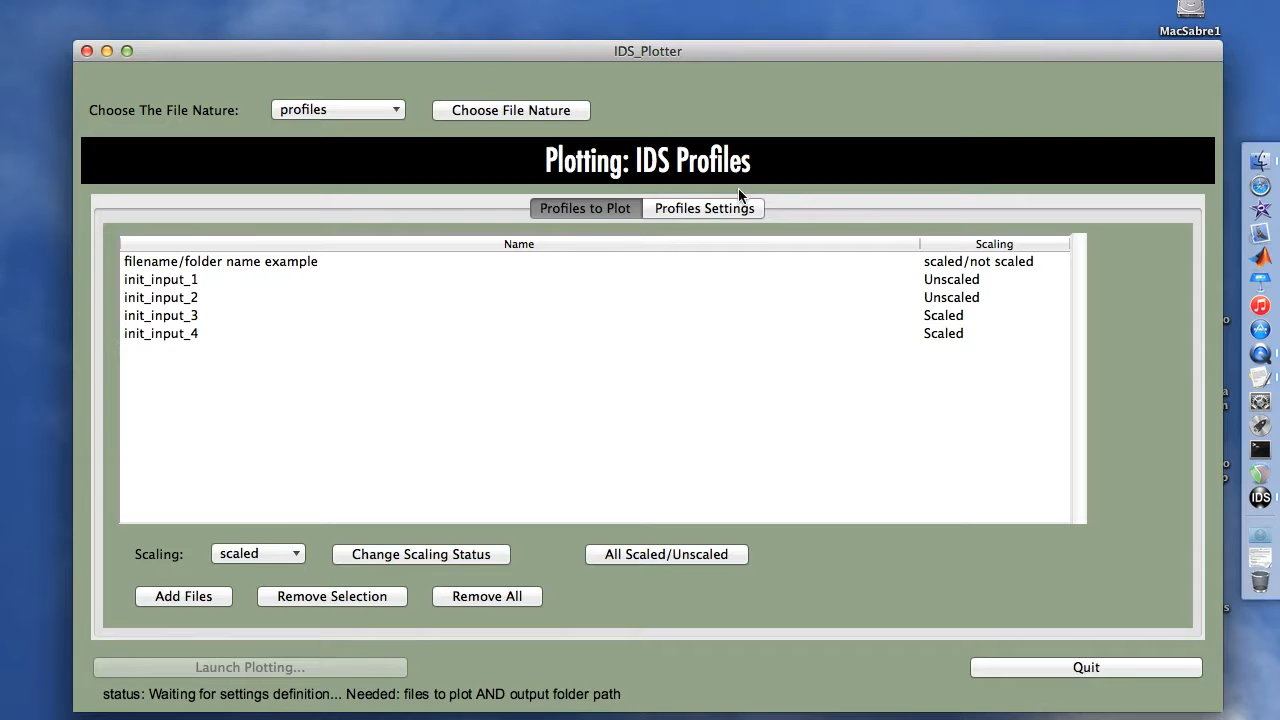 MacSabre1
IDS_Plotter
Choose The File Nature: profiles Choose File Nature
Plotting: IDS Profiles
Profiles to Plot Profiles Settings
Name Scaling
filename/folder name example scaled/not scaled
init_input_1 Unscaled
init_input_2 Unscaled
init_input_3 Scaled
init_input_4 Scaled
Scaling: scaled Change Scaling Status All Scaled/Unscaled
Add Files Remove Selection Remove All
Launch Plotting... Quit
status: Waiting for settings definition... Needed: files to plot AND output folder path
IDS